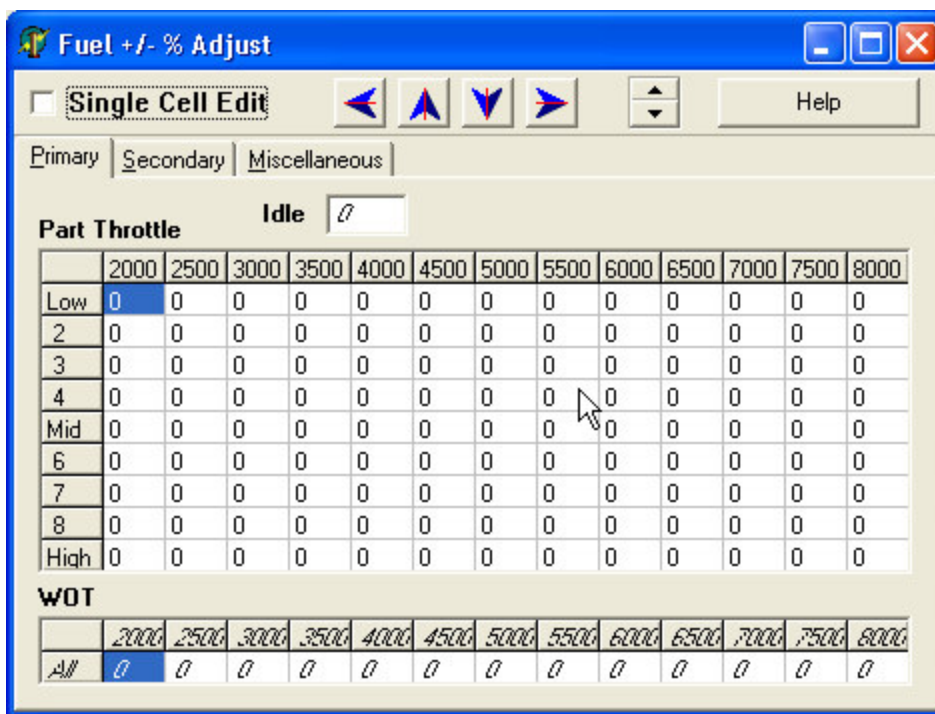 Fuel +/- % Adjust
Single Cell Edit Help
Primary Secondary Miscellaneous
Idle 0
Part Throttle
2000 2500 3000 3500 4000 4500 5000 5500 6000 6500 7000 7500 8000
Low 0 0 0 0 0 0 0 0 0 0 0 0 0
2 0 0 0 0 0 0 0 0 0 0 0 0 0
3 0 0 0 0 0 0 0 0 0 0 0 0 0
4 0 0 0 0 0 0 0 0 0 0 0 0 0
Mid 0 0 0 0 0 0 0 0 0 0 0 0 0
6 0 0 0 0 0 0 0 0 0 0 0 0 0
7 0 0 0 0 0 0 0 0 0 0 0 0 0
8 0 0 0 0 0 0 0 0 0 0 0 0 0
High 0 0 0 0 0 0 0 0 0 0 0 0 0
WOT
2000 2500 3000 3500 4000 4500 5000 5500 6000 6500 7000 7500 8000
All 0 0 0 0 0 0 0 0 0 0 0 0 0